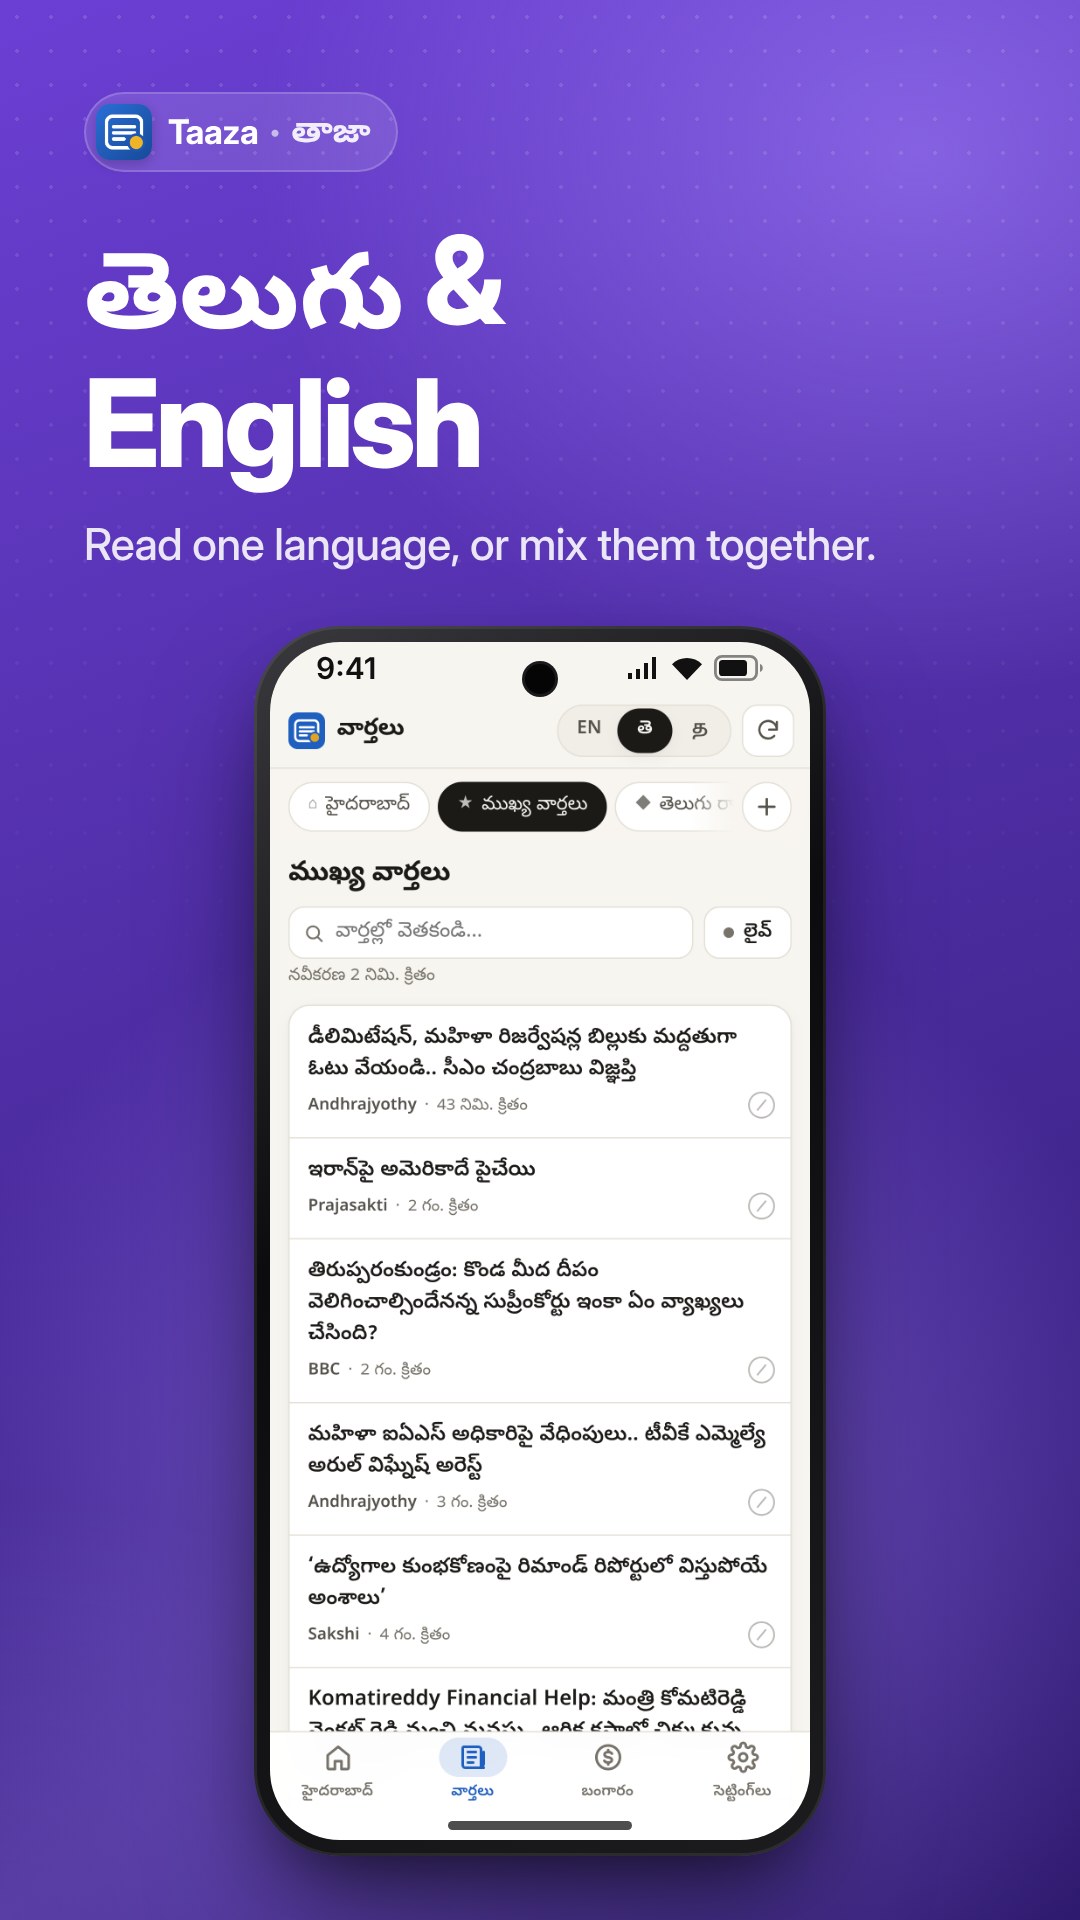 Taaza • తాజా
తెలుగు &
English
Read one language, or mix them together.
9:41
వార్తలు
EN తె த
హైదరాబాద్ ముఖ్య వార్తలు తెలుగు
ముఖ్య వార్తలు
వార్తల్లో వెతకండి... లైవ్
నవీకరణ 2 నిమి. క్రితం
డీలిమిటేషన్, మహిళా రిజర్వేషన్ల బిల్లుకు మద్దతుగా
ఓటు వేయండి.. సీఎం చంద్రబాబు విజ్ఞప్తి
Andhrajyothy · 43 నిమి. క్రితం
ఇరాన్‌పై అమెరికాదే పైచేయి
Prajasakti · 2 గం. క్రితం
తిరుప్పరంకుండ్రం: కొండ మీద దీపం
వెలిగించాల్సిందేనన్న సుప్రీంకోర్టు ఇంకా ఏం వ్యాఖ్యలు
చేసింది?
BBC · 2 గం. క్రితం
మహిళా ఐఏఎస్ అధికారిపై వేధింపులు.. టీవీకే ఎమ్మెల్యే
అరుల్ విఘ్నేష్ అరెస్ట్
Andhrajyothy · 3 గం. క్రితం
‘ఉద్యోగాల కుంభకోణంపై రిమాండ్ రిపోర్టులో విస్తుపోయే
అంశాలు’
Sakshi · 4 గం. క్రితం
Komatireddy Financial Help: మంత్రి కోమటిరెడ్డి
హైదరాబాద్ వార్తలు బంగారం సెట్టింగ్‌లు